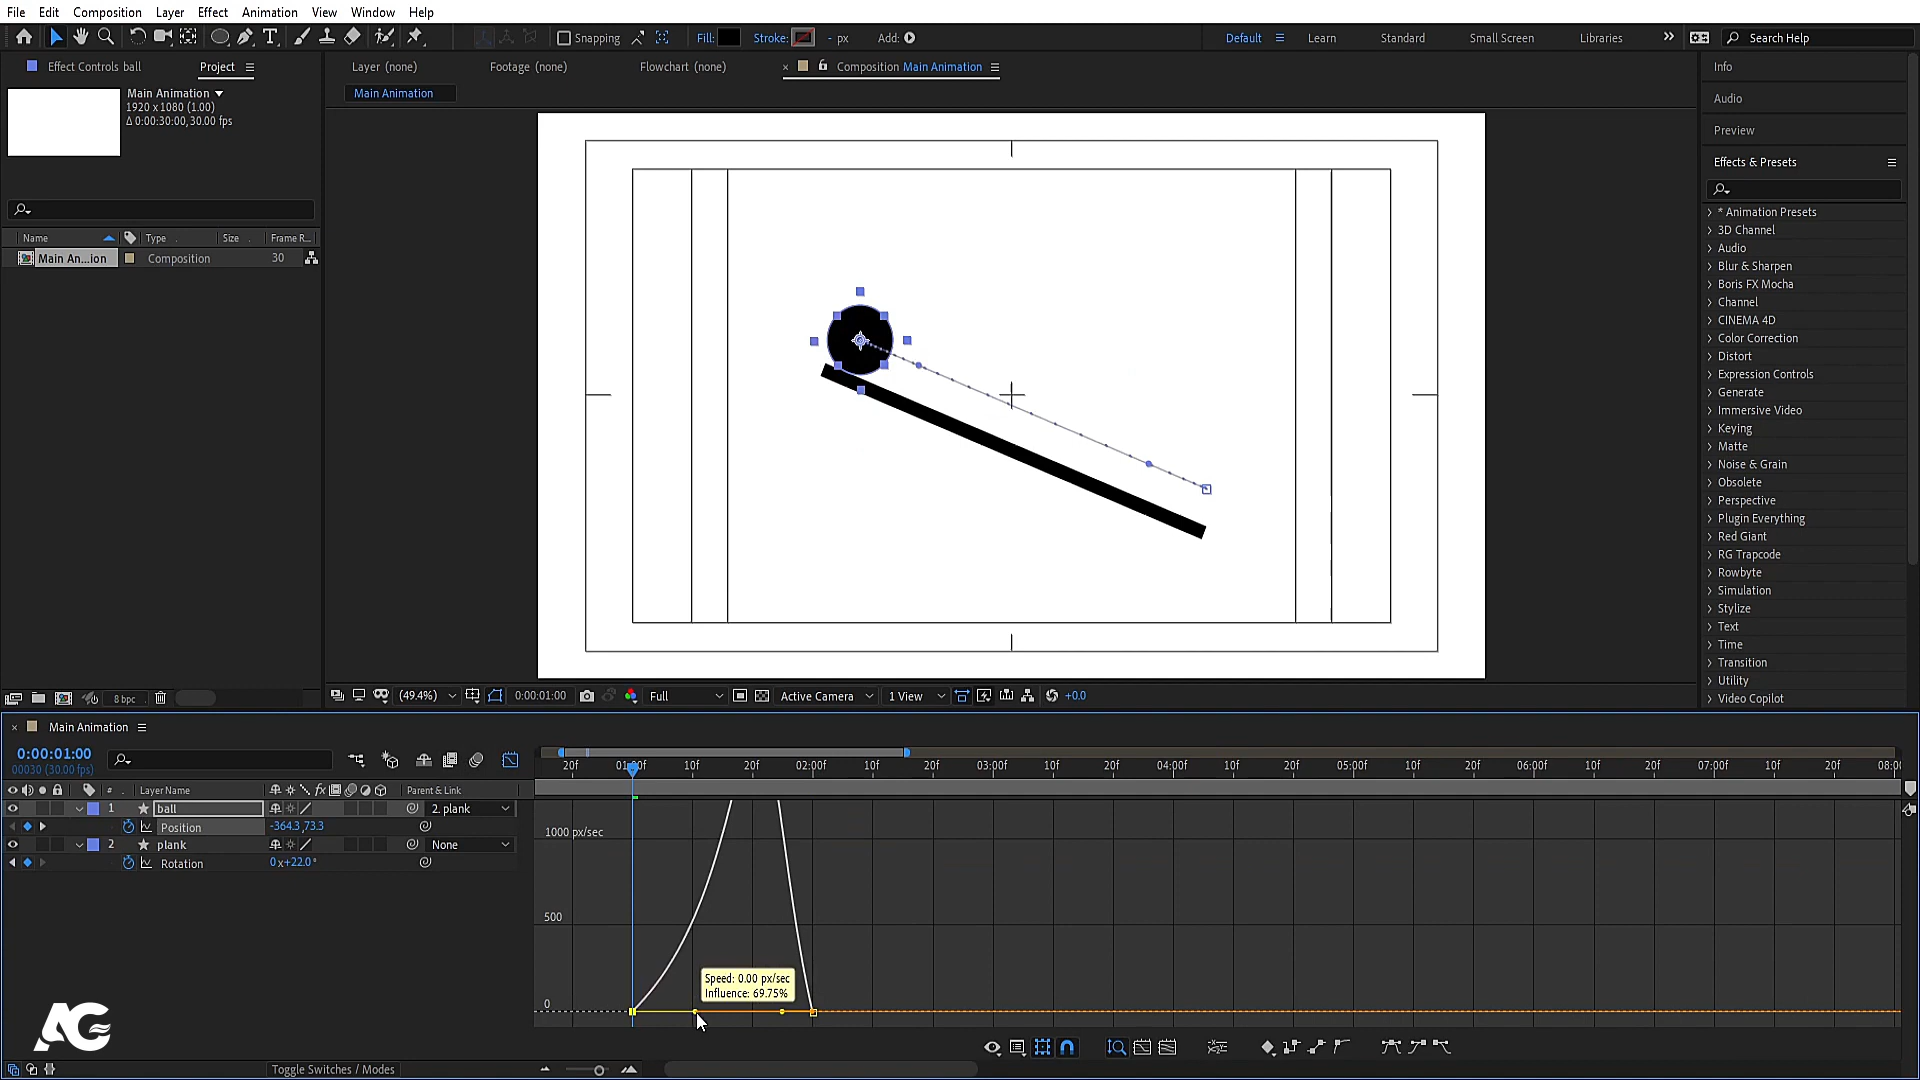 File Edit Composition Layer Effect Animation View Window Help
Snapping Fill: Stroke: - px Add: Default Learn Standard Small Screen Libraries Search Help
Effect Controls ball Project Layer (none) Footage (none) Flowchart (none) Composition Main Animation
Main Animation
1920 x 1080 (1.00)
Δ 0:00:30:00, 30.00 fps
Main Animation
Name Type Size Frame R...
Main An...ion Composition 30
Info
Audio
Preview
Effects & Presets
* Animation Presets
3D Channel
Audio
Blur & Sharpen
Boris FX Mocha
Channel
CINEMA 4D
Color Correction
Distort
Expression Controls
Generate
Immersive Video
Keying
Matte
Noise & Grain
Obsolete
Perspective
Plugin Everything
Red Giant
RG Trapcode
Rowbyte
Simulation
Stylize
Text
Time
Transition
Utility
Video Copilot
8 bpc (49.4%) 0:00:01:00 Full Active Camera 1 View +0.0
Main Animation
0:00:01:00
00030 (30.00 fps)
20f 01:00f 10f 20f 02:00f 10f 20f 03:00f 10f 20f 04:00f 10f 20f 05:00f 10f 20f 06:00f 10f 20f 07:00f 10f 20f 08:00
# Layer Name fx Parent & Link
1 ball 2. plank
Position -364.3,73.3
2 plank None
Rotation 0x+22.0°
1000 px/sec
500
0
Speed: 0.00 px/sec
Influence: 69.75%
AG
Toggle Switches / Modes